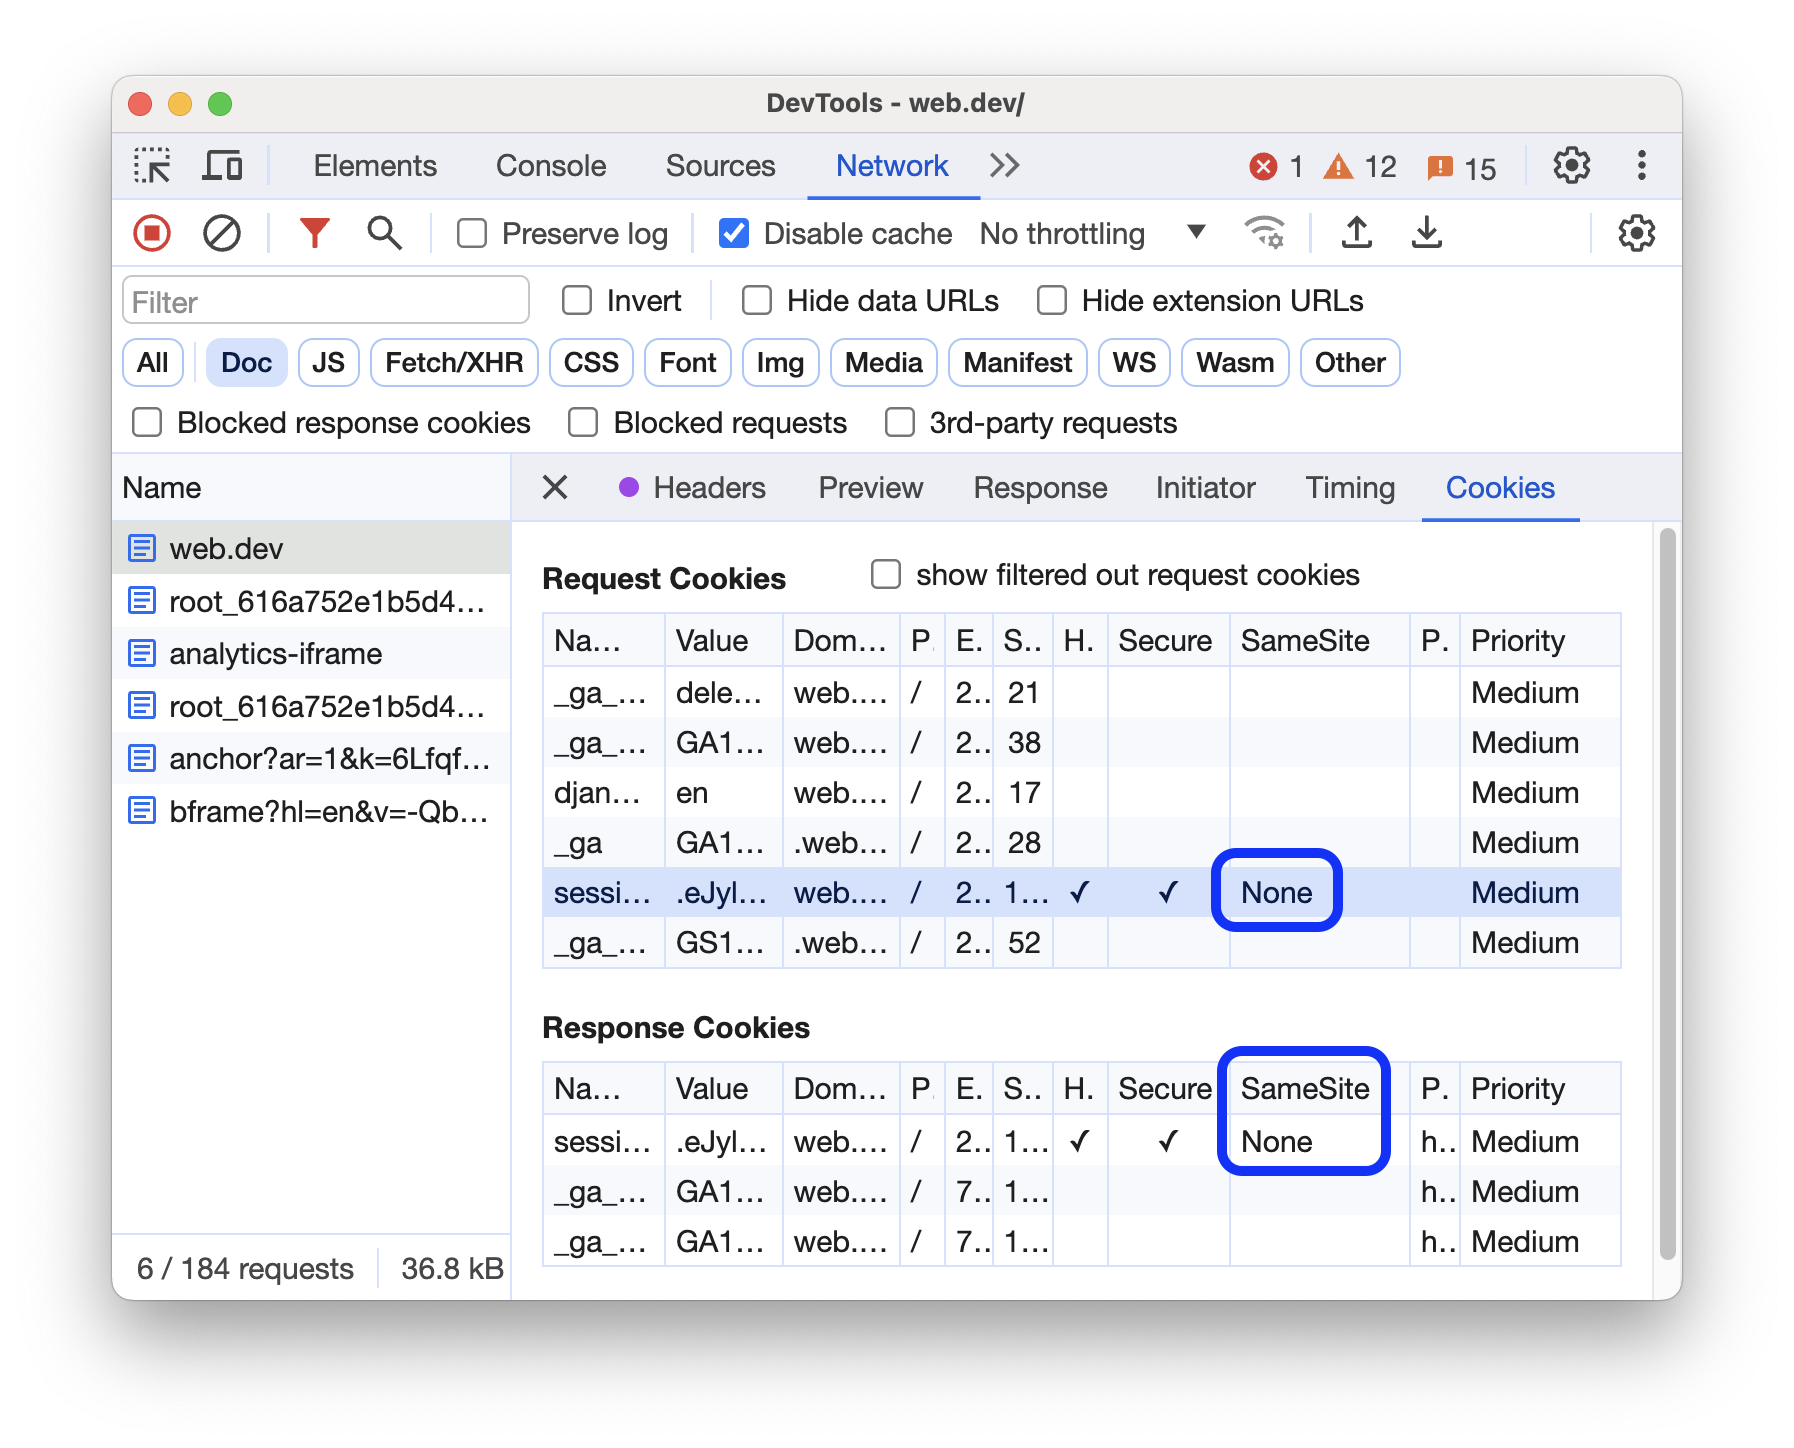 DevTools - web.dev/
Elements Console Sources Network 1 12 15
Preserve log Disable cache No throttling
Filter Invert Hide data URLs Hide extension URLs
All Doc JS Fetch/XHR CSS Font Img Media Manifest WS Wasm Other
Blocked response cookies Blocked requests 3rd-party requests
Name
web.dev
root_616a752e1b5d4...
analytics-iframe
root_616a752e1b5d4...
anchor?ar=1&k=6Lfqf...
bframe?hl=en&v=-Qb...
6 / 184 requests 36.8 kB
Headers Preview Response Initiator Timing Cookies
Request Cookies show filtered out request cookies
Na... Value Dom... P. E. S.. H. Secure SameSite P. Priority
_ga_... dele... web.... / 2.. 21 Medium
_ga_... GA1... web.... / 2.. 38 Medium
djan... en web.... / 2.. 17 Medium
_ga GA1... .web... / 2.. 28 Medium
sessi... .eJyl... web.... / 2.. 1... ✓ ✓ None Medium
_ga_... GS1... .web... / 2.. 52 Medium
Response Cookies
Na... Value Dom... P. E. S.. H. Secure SameSite P. Priority
sessi... .eJyl... web.... / 2.. 1... ✓ ✓ None h.. Medium
_ga_... GA1... web.... / 7.. 1... h.. Medium
_ga_... GA1... web.... / 7.. 1... h.. Medium